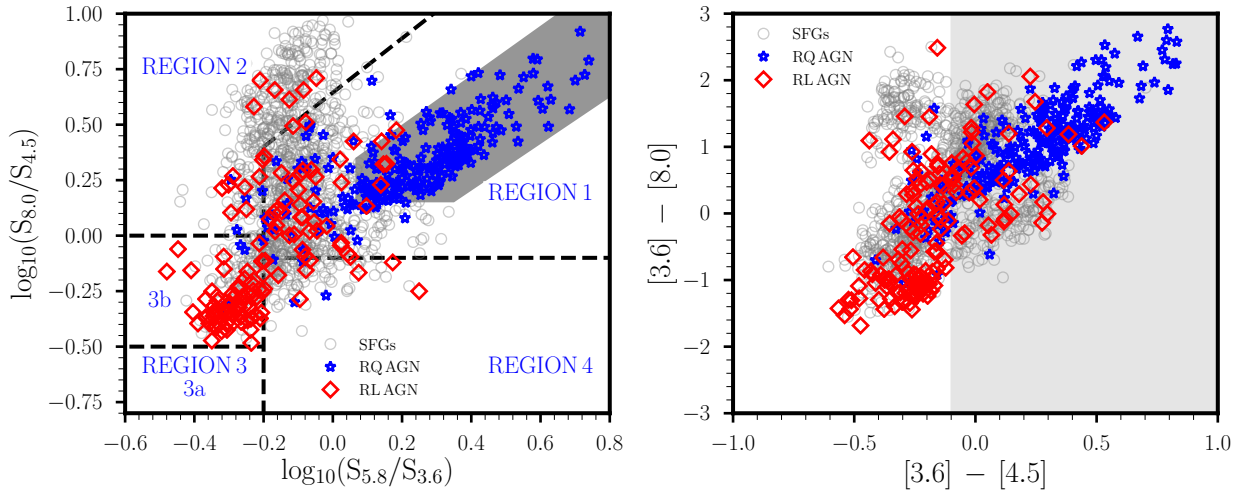 1.00
0.75
0.50
0.25
0.00
−0.25
−0.50
−0.75
log10(S8.0/S4.5)
REGION 2
REGION 1
3b
REGION 3
3a
REGION 4
SFGs
RQ AGN
RL AGN
−0.6 −0.4 −0.2 0.0 0.2 0.4 0.6 0.8
log10(S5.8/S3.6)
3
2
1
0
−1
−2
−3
[3.6] − [8.0]
SFGs
RQ AGN
RL AGN
−1.0 −0.5 0.0 0.5 1.0
[3.6] − [4.5]